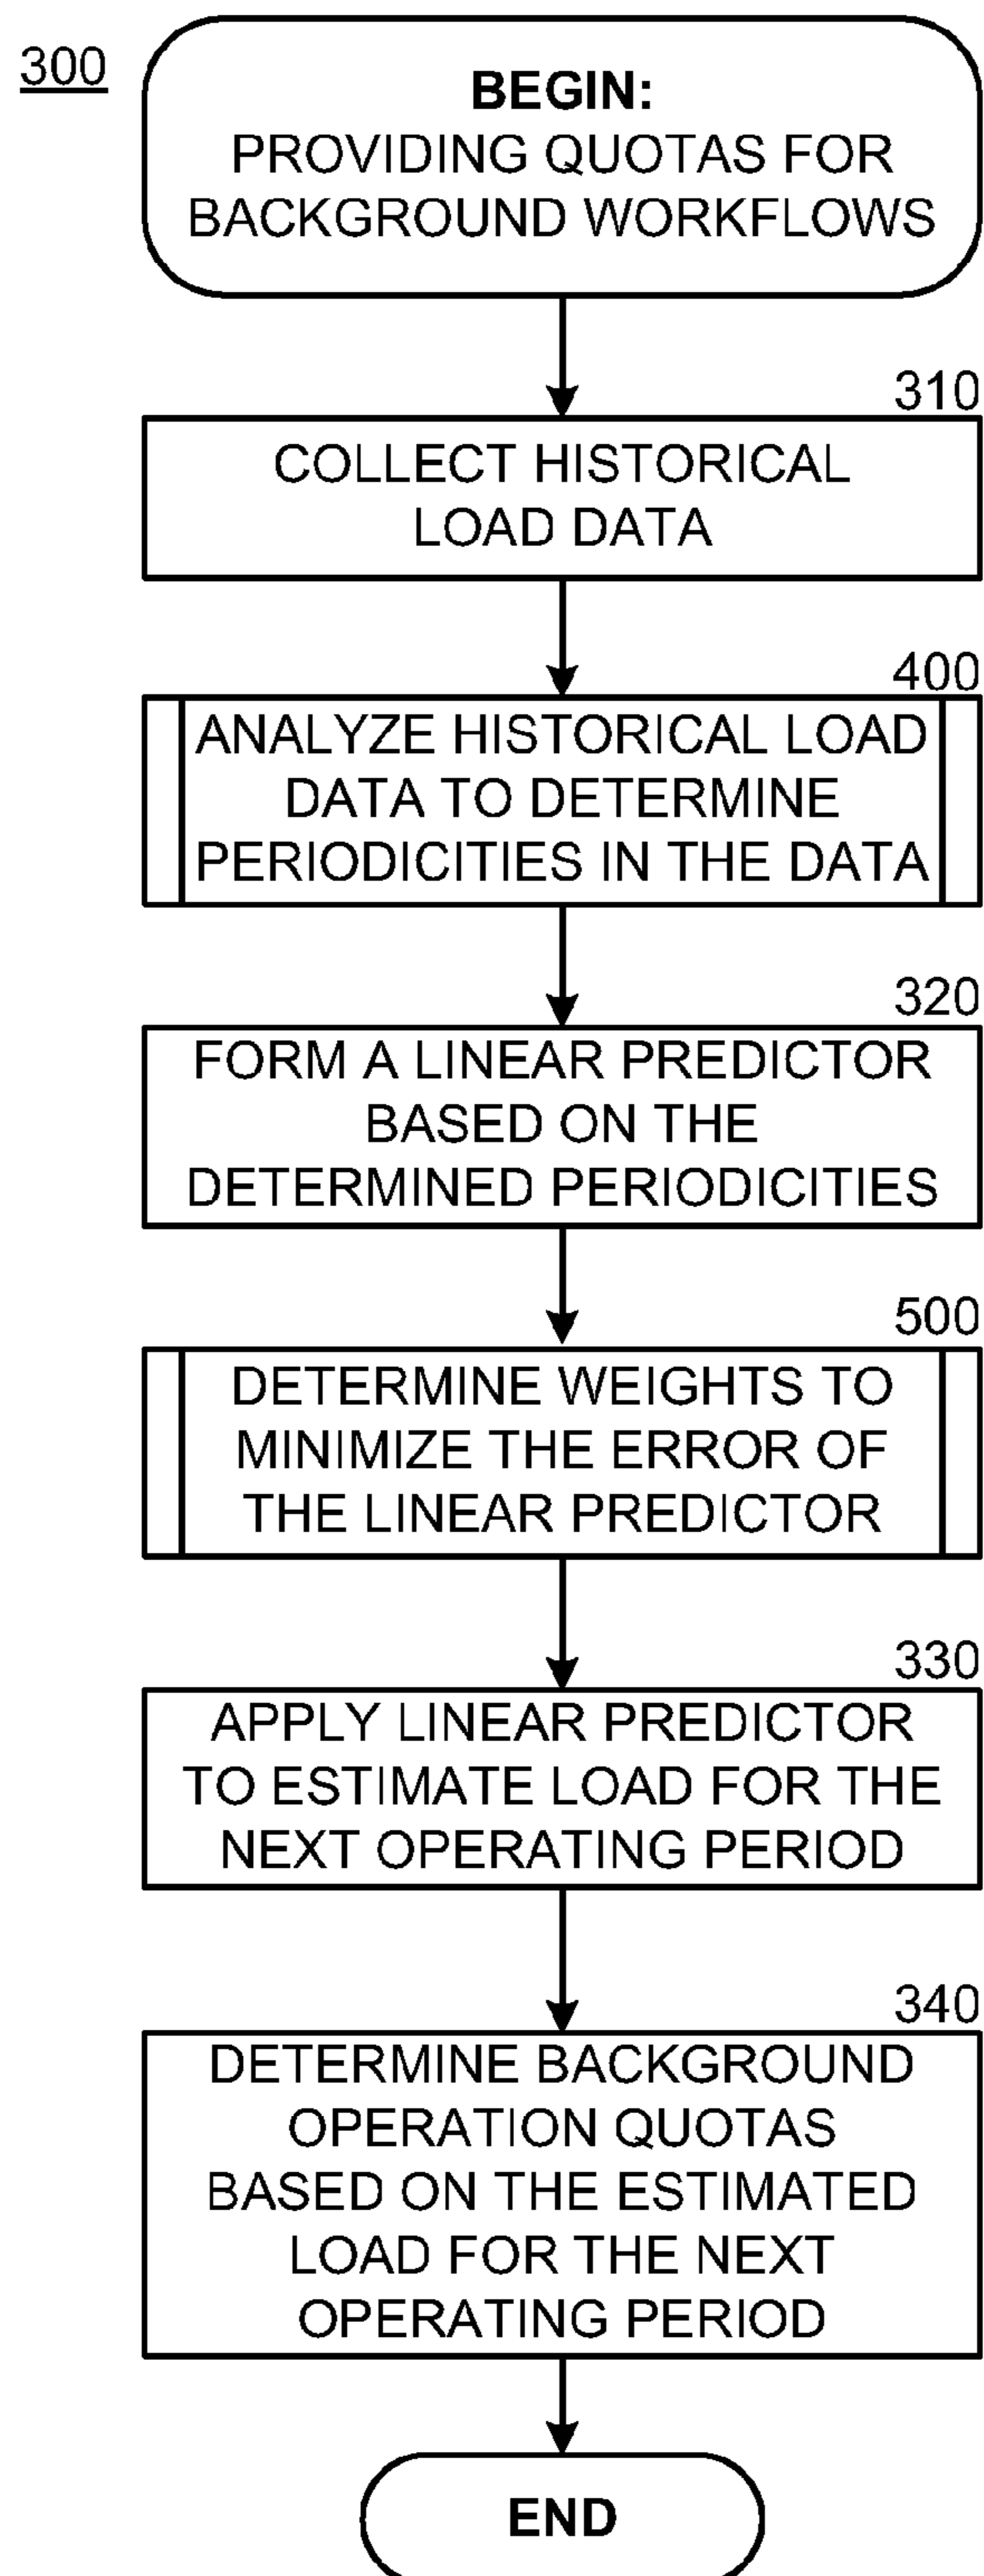 300
BEGIN:
PROVIDING QUOTAS FOR
BACKGROUND WORKFLOWS
310
COLLECT HISTORICAL
LOAD DATA
400
ANALYZE HISTORICAL LOAD
DATA TO DETERMINE
PERIODICITIES IN THE DATA
320
FORM A LINEAR PREDICTOR
BASED ON THE
DETERMINED PERIODICITIES
500
DETERMINE WEIGHTS TO
MINIMIZE THE ERROR OF
THE LINEAR PREDICTOR
330
APPLY LINEAR PREDICTOR
TO ESTIMATE LOAD FOR THE
NEXT OPERATING PERIOD
340
DETERMINE BACKGROUND
OPERATION QUOTAS
BASED ON THE ESTIMATED
LOAD FOR THE NEXT
OPERATING PERIOD
END